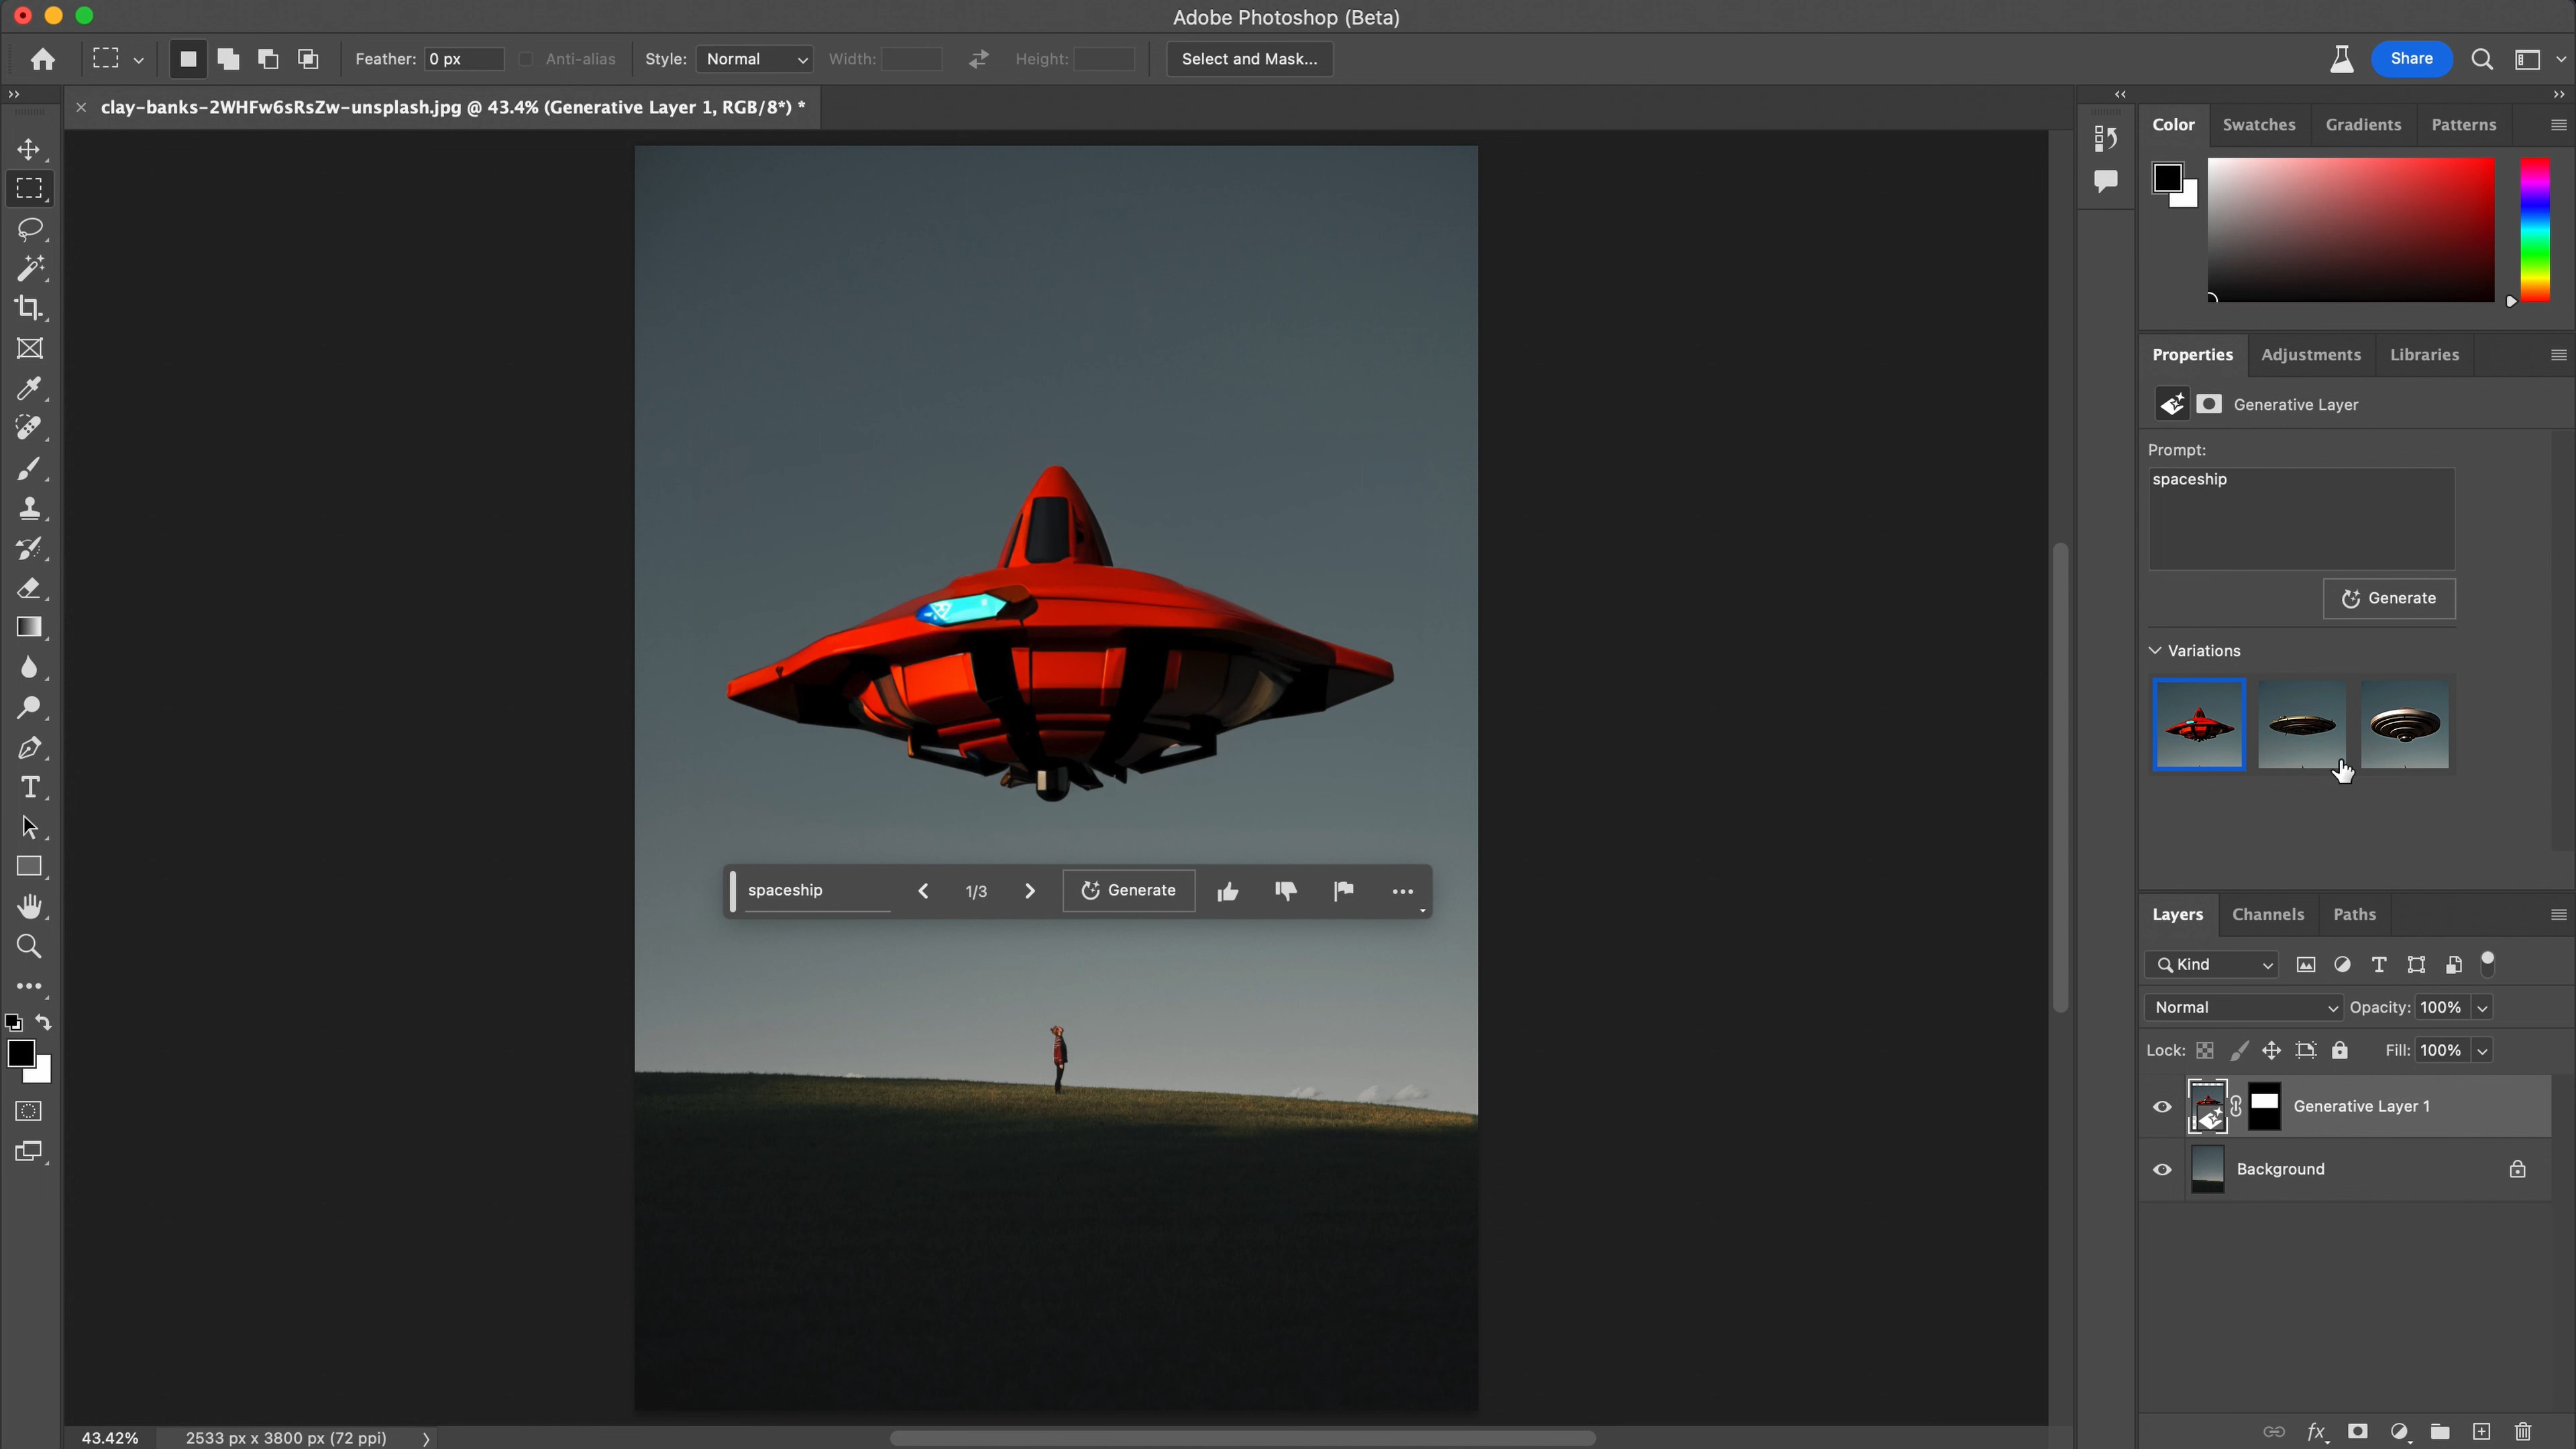 Adobe Photoshop (Beta)
Feather: 0 px Anti-alias Style: Normal Width: Height: Select and Mask... Share
clay-banks-2WHFw6sRsZw-unsplash.jpg @ 43.4% (Generative Layer 1, RGB/8*) *
Color Swatches Gradients Patterns
Properties Adjustments Libraries
Generative Layer
Prompt:
spaceship
Generate
Variations
spaceship 1/3 Generate
Layers Channels Paths
Kind
Normal Opacity: 100%
Lock: Fill: 100%
Generative Layer 1
Background
43.42% 2533 px x 3800 px (72 ppi)
fx